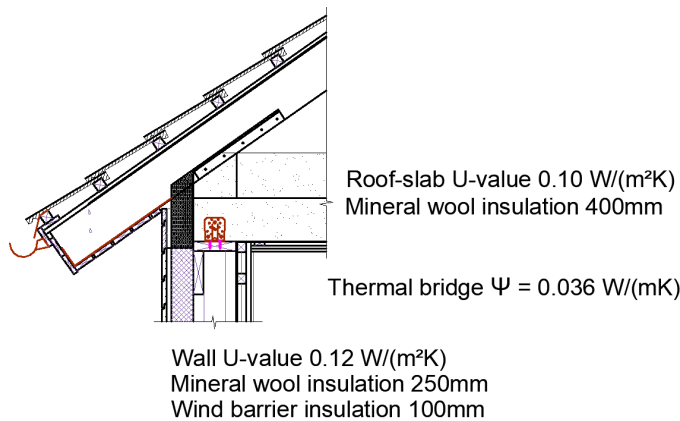 Roof-slab U-value 0.10 W/(m²K)
Mineral wool insulation 400mm
Thermal bridge Ψ = 0.036 W/(mK)
Wall U-value 0.12 W/(m²K)
Mineral wool insulation 250mm
Wind barrier insulation 100mm